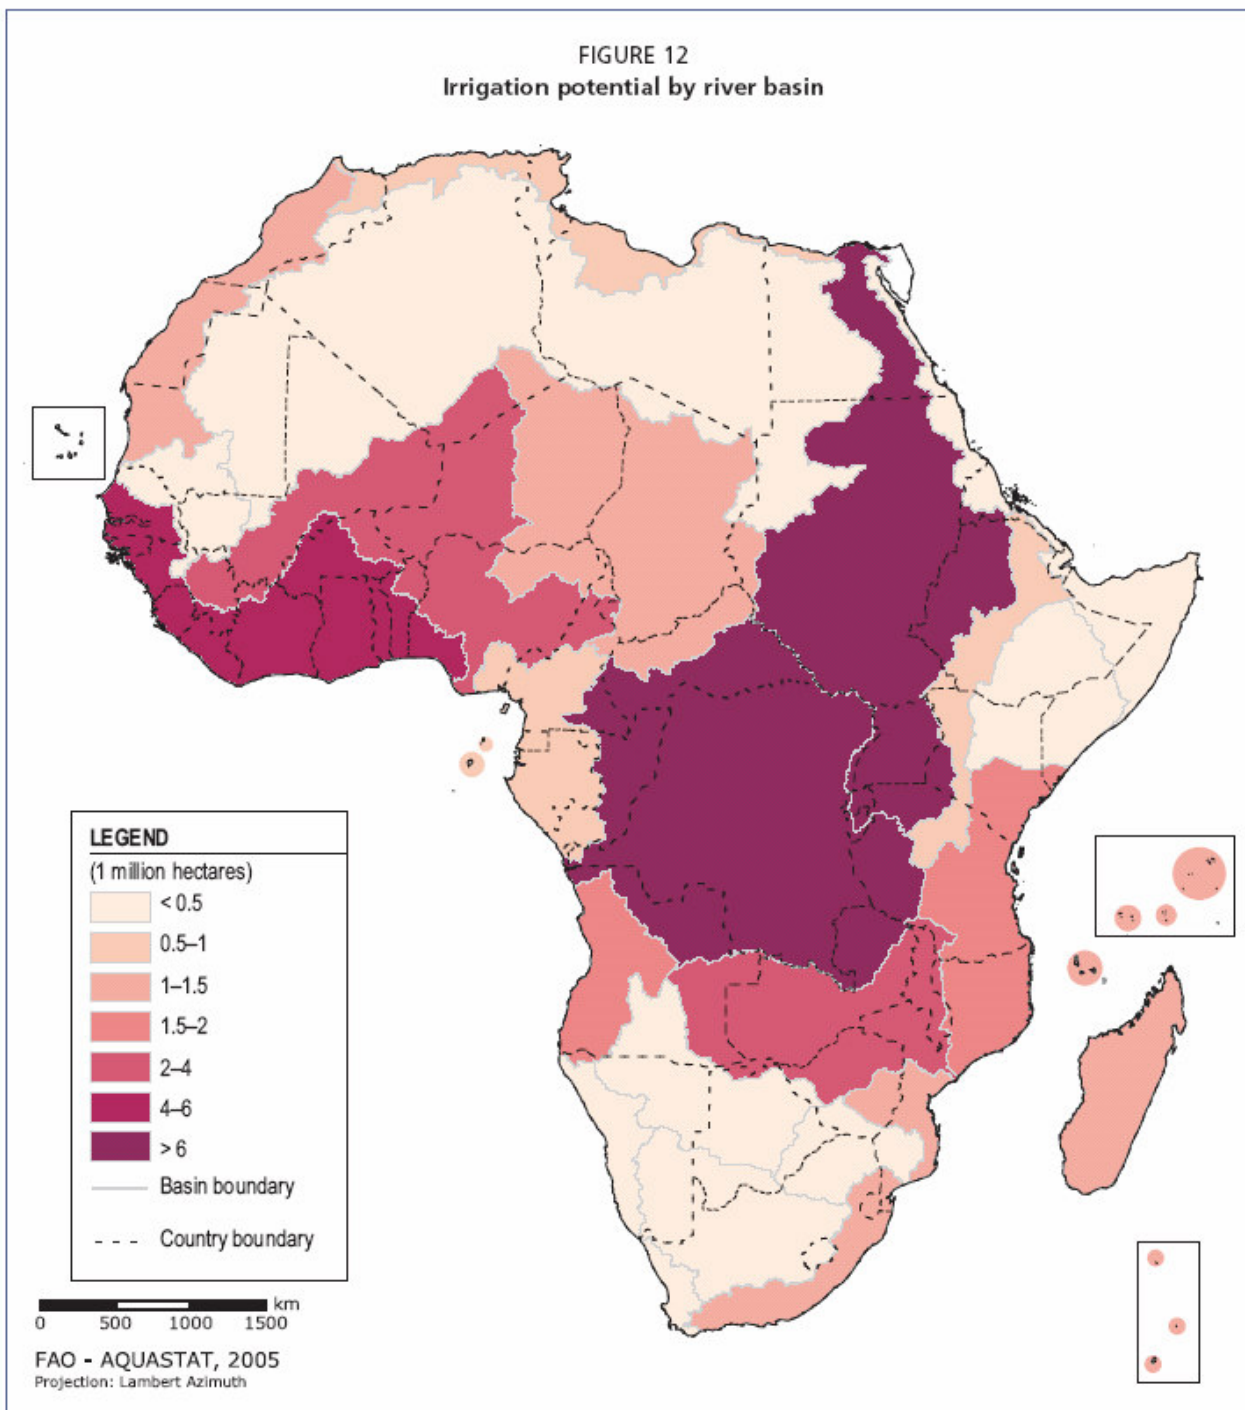 FIGURE 12
Irrigation potential by river basin
LEGEND
(1 million hectares)
< 0.5
0.5–1
1–1.5
1.5–2
2–4
4–6
> 6
Basin boundary
Country boundary
km
0 500 1000 1500
FAO - AQUASTAT, 2005
Projection: Lambert Azimuth